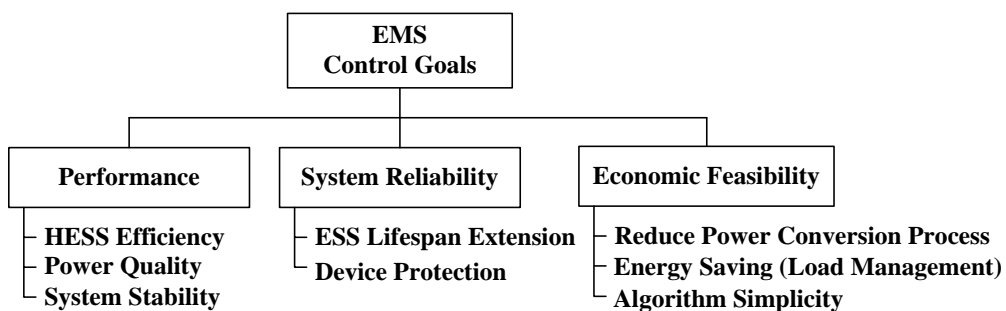 EMS
Control Goals
Performance
HESS Efficiency
Power Quality
System Stability
System Reliability
ESS Lifespan Extension
Device Protection
Economic Feasibility
Reduce Power Conversion Process
Energy Saving (Load Management)
Algorithm Simplicity